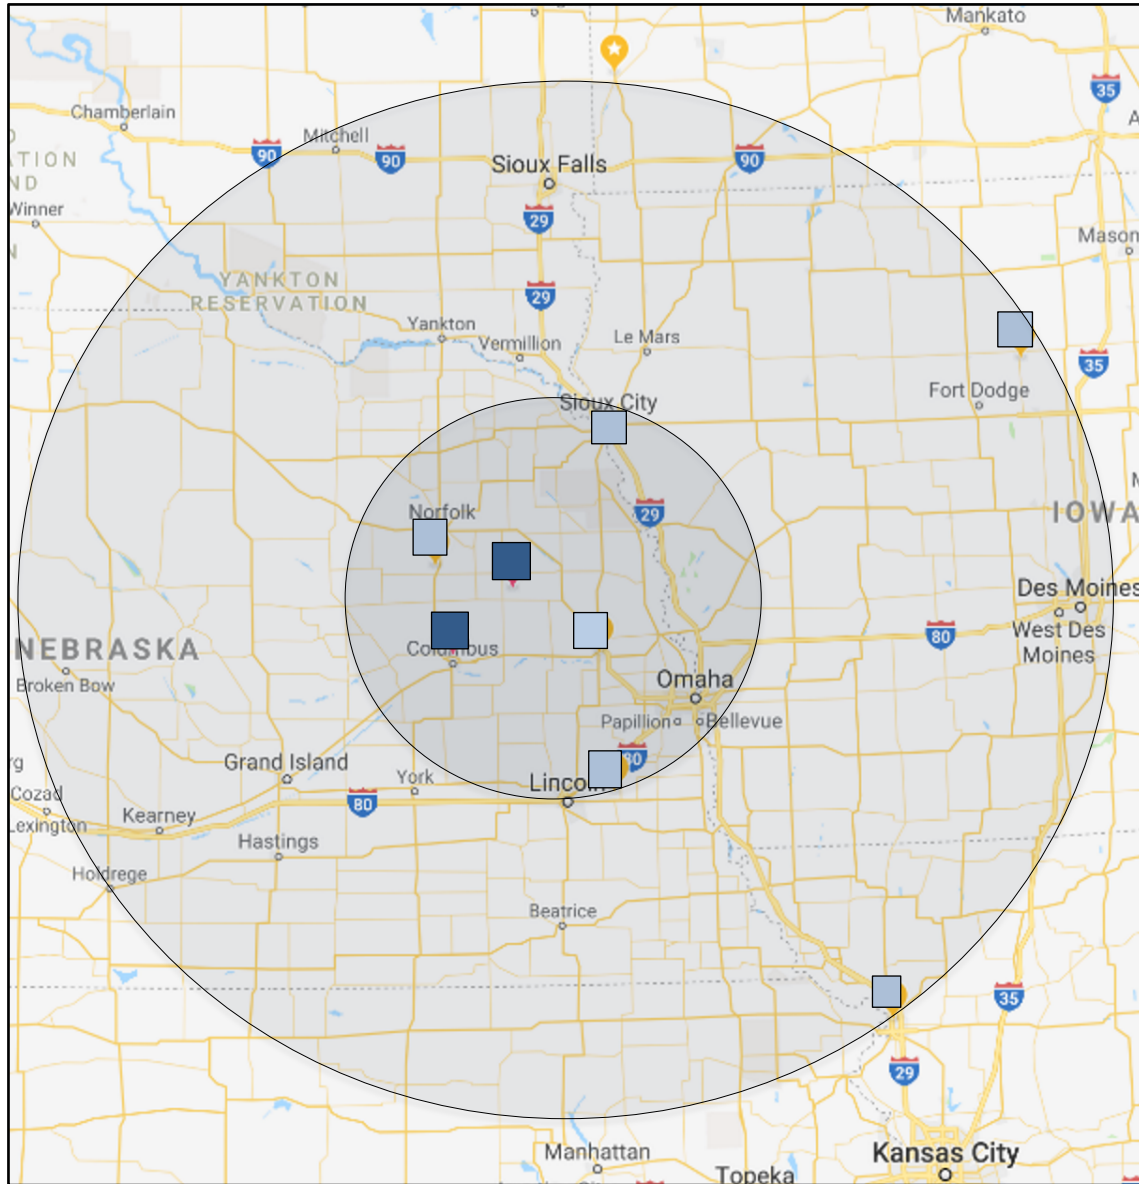 Mankato
35
Chamberlain
Mitchell
90
90
90
Sioux Falls
ATION
ND
Winner
29
Mason
YANKTON
RESERVATION
29
Yankton
Vermillion
Le Mars
35
Fort Dodge
Sioux City
Norfolk
29
IOWA
Des Moines
West Des
Moines
80
NEBRASKA
Columbus
Broken Bow
Omaha
Papillion
Bellevue
80
Grand Island
York
Lincoln
Cozad
80
Kearney
Lexington
Hastings
Holdrege
Beatrice
35
29
Manhattan
Kansas City
Topeka